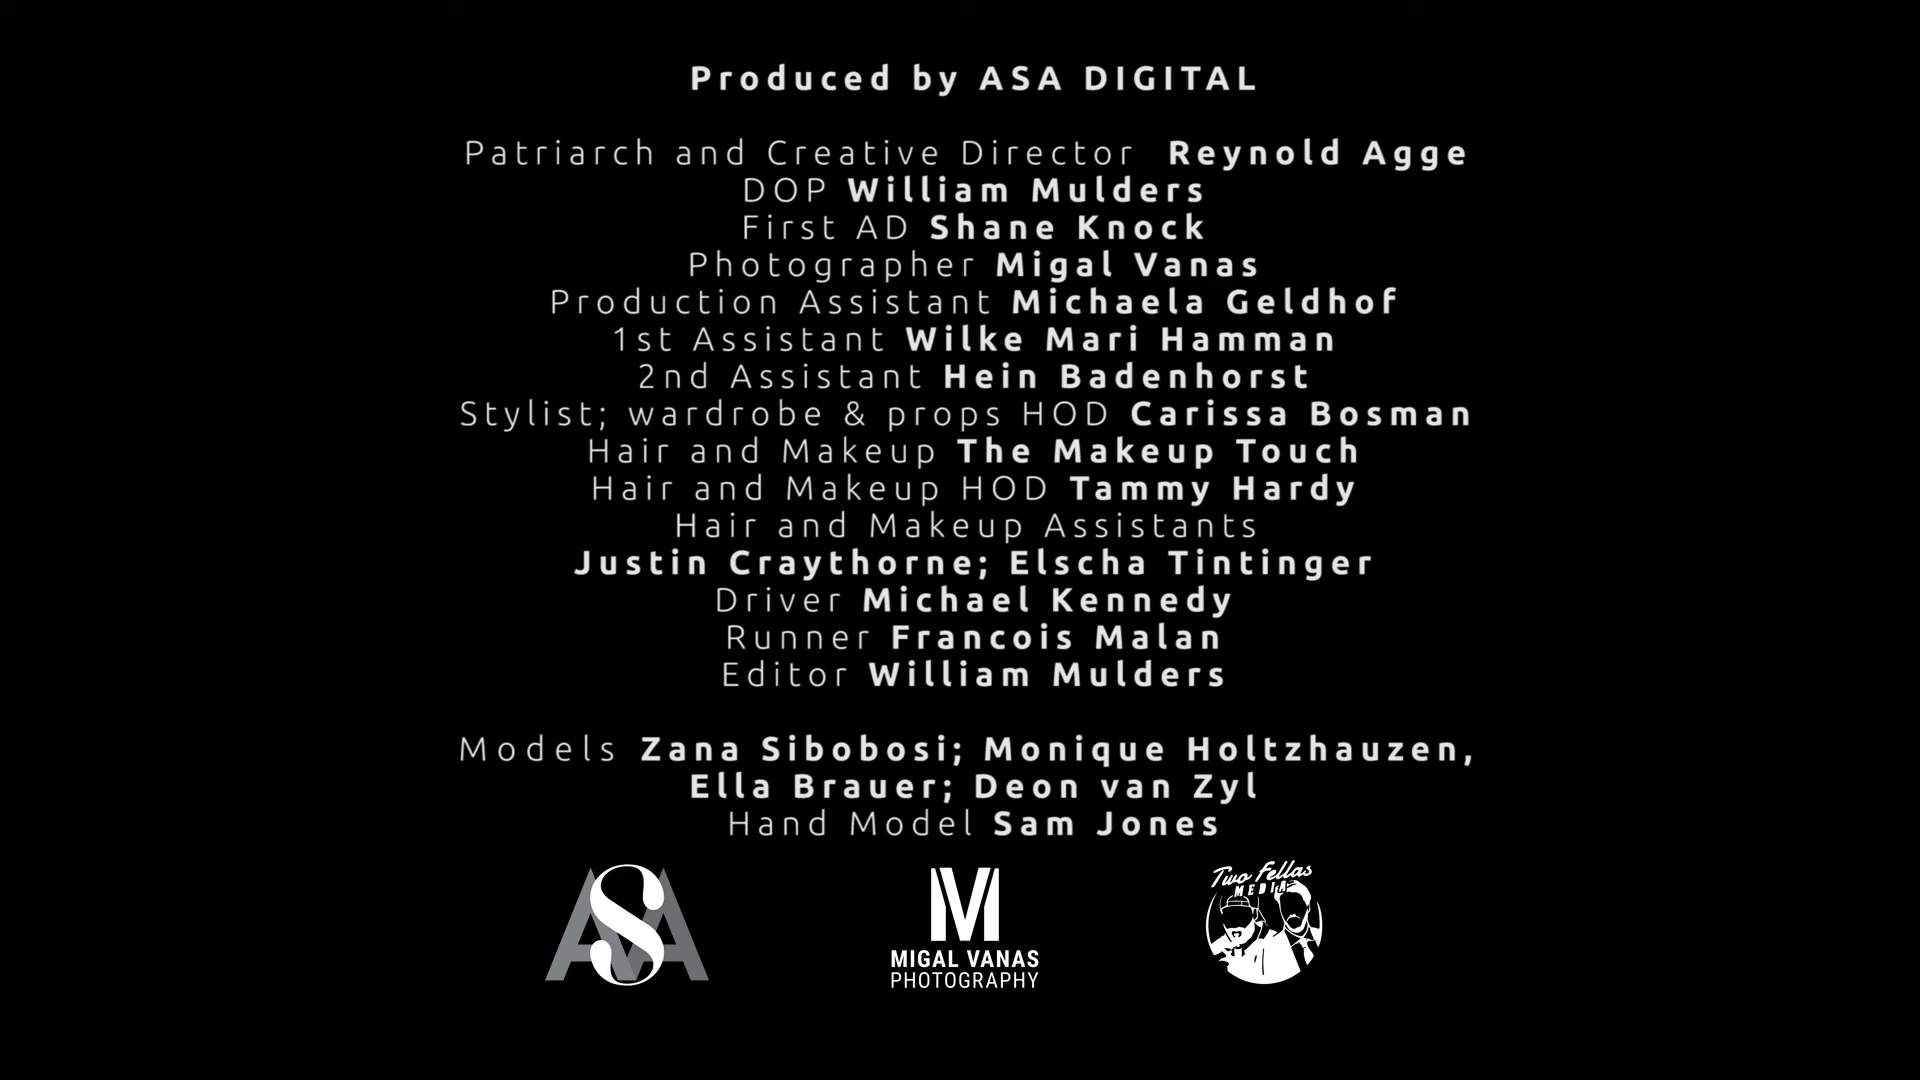 Produced by ASA DIGITAL
Patriarch and Creative Director Reynold Agge
DOP William Mulders
First AD Shane Knock
Photographer Migal Vanas
Production Assistant Michaela Geldhof
1st Assistant Wilke Mari Hamman
2nd Assistant Hein Badenhorst
Stylist; wardrobe & props HOD Carissa Bosman
Hair and Makeup The Makeup Touch
Hair and Makeup HOD Tammy Hardy
Hair and Makeup Assistants
Justin Craythorne; Elscha Tintinger
Driver Michael Kennedy
Runner Francois Malan
Editor William Mulders
Models Zana Sibobosi; Monique Holtzhauzen,
Ella Brauer; Deon van Zyl
Hand Model Sam Jones
ASA
M
MIGAL VANAS
PHOTOGRAPHY
Two Fellas
MEDIA